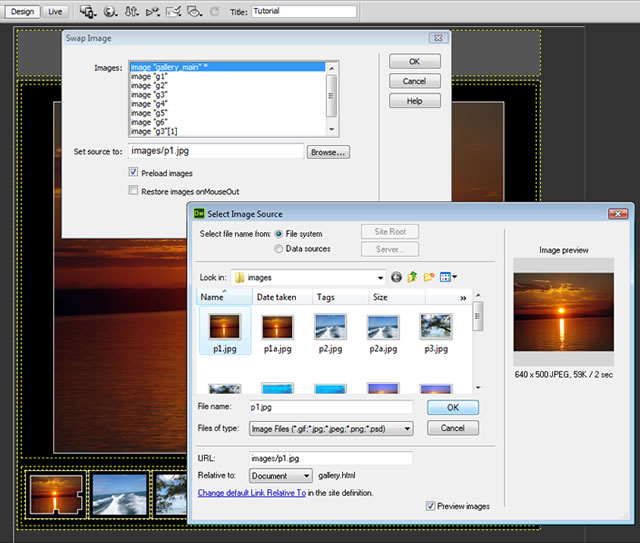 Design Live Title: Tutorial
Swap Image
Images: image "gallery_main" *
image "g1"
image "g2"
image "g3"
image "g4"
image "g5"
image "g6"
image "g3"[1]
OK
Cancel
Help
Set source to: images/p1.jpg Browse...
Preload images
Restore images onMouseOut
Dw Select Image Source
Select file name from: File system Site Root
Data sources Server...
Image preview
Look in: images
Name Date taken Tags Size »
p1.jpg p1a.jpg p2.jpg p2a.jpg p3.jpg
640 x 500 JPEG, 59K / 2 sec
File name: p1.jpg OK
Files of type: Image Files (*.gif;*.jpg;*.jpeg;*.png;*.psd) Cancel
URL: images/p1.jpg
Relative to: Document gallery.html
Change default Link Relative To in the site definition.
Preview images